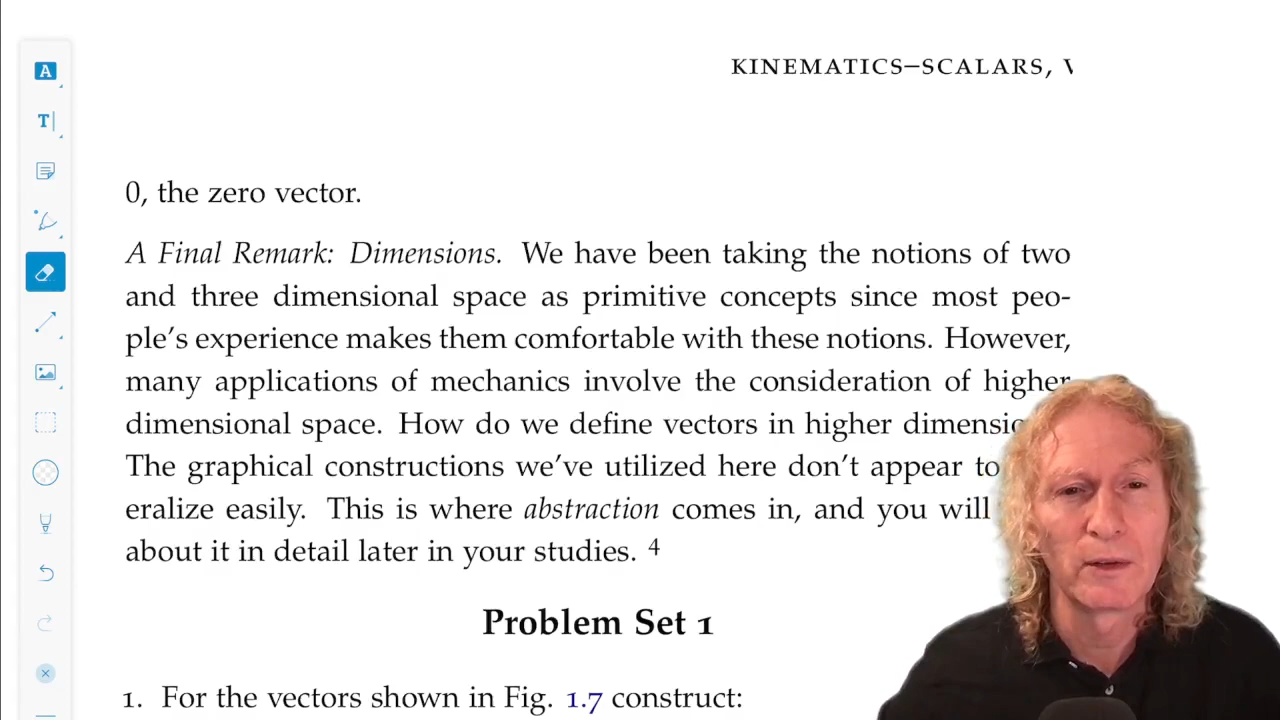 KINEMATICS–SCALARS,
0, the zero vector.
A Final Remark: Dimensions. We have been taking the notions of two
and three dimensional space as primitive concepts since most peo-
ple's experience makes them comfortable with these notions. However,
many applications of mechanics involve the consideration of higher
dimensional space. How do we define vectors in higher
The graphical constructions we've utilized here don't appear to
eralize easily. This is where abstraction comes in, and you will
about it in detail later in your studies. 4
Problem Set 1
1. For the vectors shown in Fig. 1.7 construct: